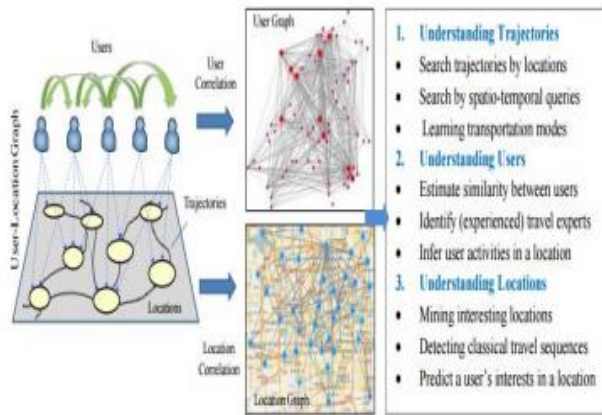 Users
User-Location Graph
Trajectories
Locations
User
Correlation
Location
Correlation
User Graph
Location Graph
1. Understanding Trajectories
• Search trajectories by locations
• Search by spatio-temporal queries
• Learning transportation modes
2. Understanding Users
• Estimate similarity between users
• Identify (experienced) travel experts
• Infer user activities in a location
3. Understanding Locations
• Mining interesting locations
• Detecting classical travel sequences
• Predict a user's interests in a location